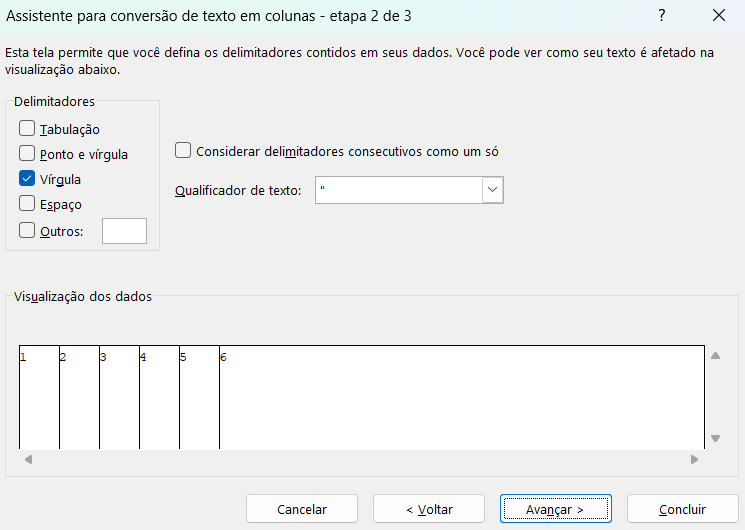 Assistente para conversão de texto em colunas - etapa 2 de 3
?
Esta tela permite que você defina os delimitadores contidos em seus dados. Você pode ver como seu texto é afetado na
visualização abaixo.
Delimitadores
Tabulação
Ponto e vírgula
Vírgula
Espaço
Outros:
Considerar delimitadores consecutivos como um só
Qualificador de texto: "
Visualização dos dados
1 2 3 4 5 6
Cancelar < Voltar Avançar > Concluir